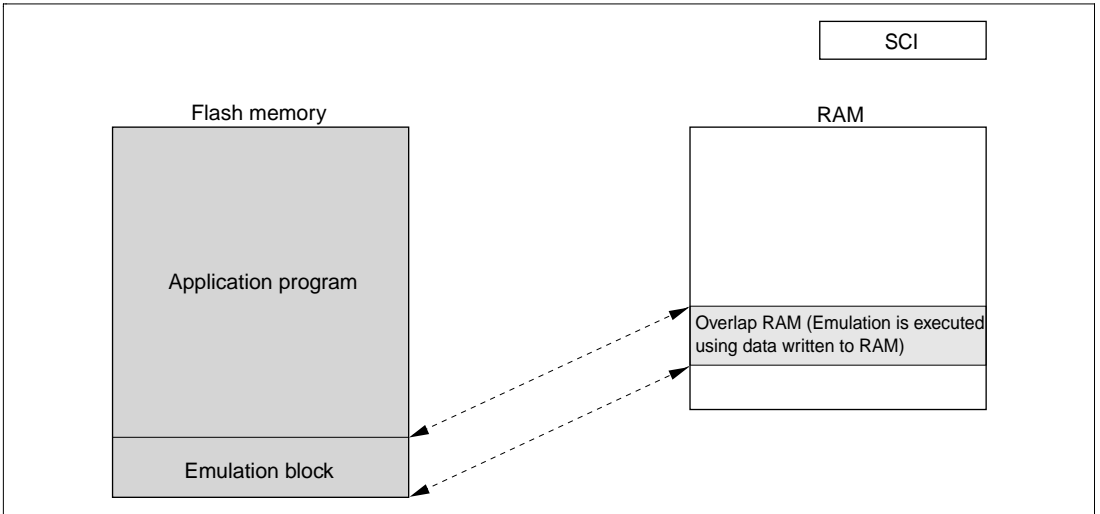 SCI
Flash memory
RAM
Application program
Overlap RAM (Emulation is executed
using data written to RAM)
Emulation block